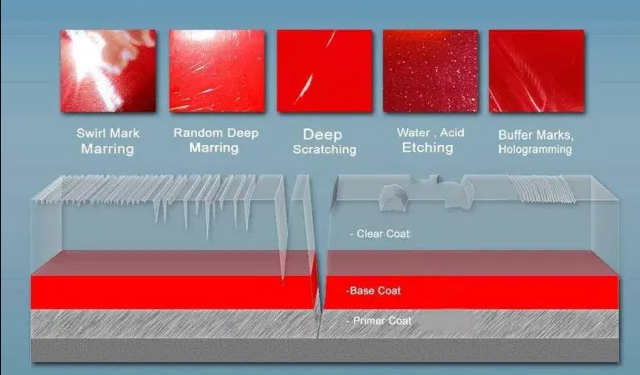 Swirl Mark
Marring
Random Deep
Marring
Deep
Scratching
Water , Acid
Etching
Buffer Marks,
Hologramming
- Clear Coat
-Base Coat
- Primer Coat